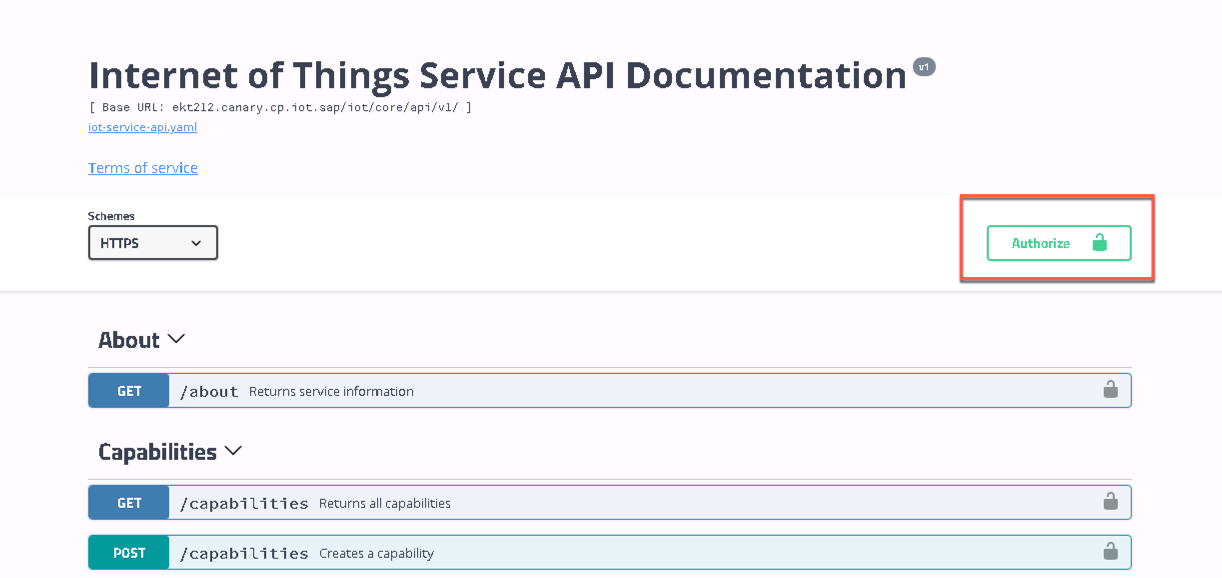 Internet of Things Service API Documentation v1
[ Base URL: ekt212.canary.cp.iot.sap/iot/core/api/v1/ ]
iot-service-api.yaml
Terms of service
Schemes
HTTPS
Authorize
About
GET /about Returns service information
Capabilities
GET /capabilities Returns all capabilities
POST /capabilities Creates a capability